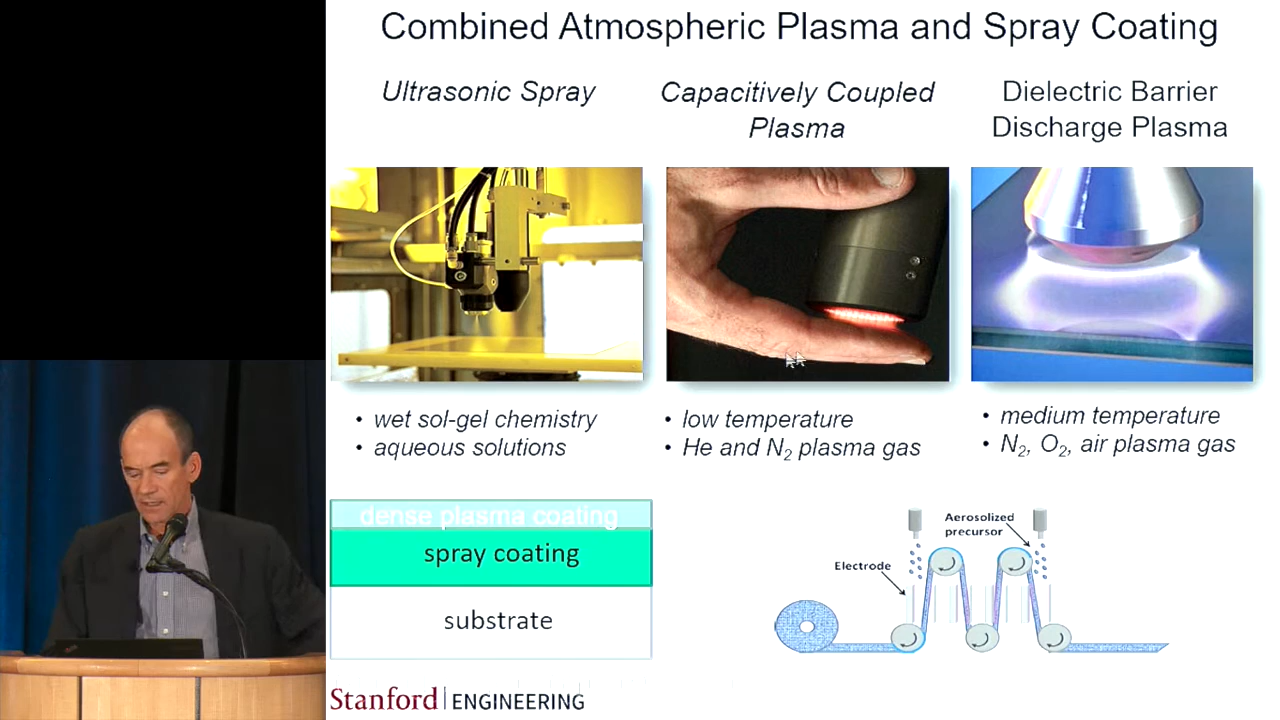 Combined Atmospheric Plasma and Spray Coating
Ultrasonic Spray
Capacitively Coupled
Plasma
Dielectric Barrier
Discharge Plasma
• wet sol-gel chemistry
• aqueous solutions
• low temperature
• He and N₂ plasma gas
• medium temperature
• N₂, O₂, air plasma gas
dense plasma coating
spray coating
substrate
Aerosolized
precursor
Electrode
Stanford | ENGINEERING